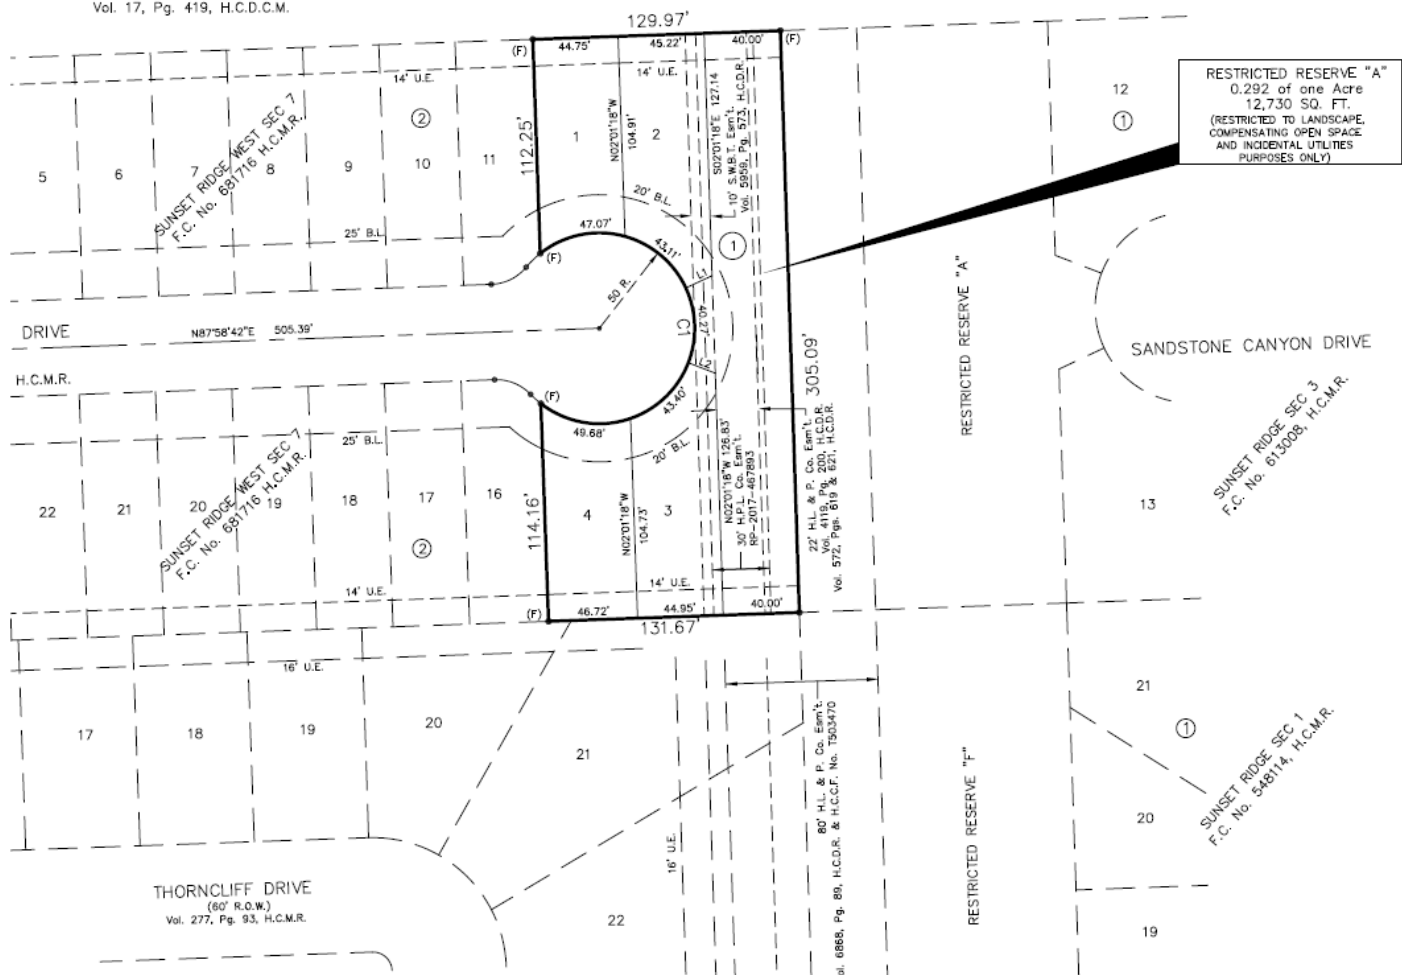 Vol. 17, Pg. 419, H.C.D.C.M.
129.97'
(F)
44.75'
45.22'
40.00'
(F)
14' U.E.
14' U.E.
RESTRICTED RESERVE "A"
0.292 of one Acre
12,730 SQ. FT.
(RESTRICTED TO LANDSCAPE,
COMPENSATING OPEN SPACE
AND INCIDENTAL UTILITIES
PURPOSES ONLY)
12
1
2
SUNSET RIDGE WEST SEC 7
F.C. No. 681716 H.C.M.R.
5
6
7
8
9
10
11
112.25'
1
N02°01'18"W
104.91'
2
S02°01'18"E 127.14
10' S.W.B.T. Esm't.
Vol. 5959, Pg. 573, H.C.D.R.
25' B.L.
20' B.L.
47.07'
43.11'
(F)
50 R.
1
L1
40.27'
C1
L2
DRIVE
N87°58'42"E 505.39'
H.C.M.R.
RESTRICTED RESERVE "A"
SANDSTONE CANYON DRIVE
SUNSET RIDGE SEC 3
F.C. No. 613008, H.C.M.R.
305.09'
(F)
43.40'
49.68'
20' B.L.
25' B.L.
SUNSET RIDGE WEST SEC 7
F.C. No. 681716 H.C.M.R.
22
21
20
19
18
17
16
2
114.16'
4
N02°01'18"W
104.73'
3
N02°01'18"W 126.83'
30' H.P.L. Co. Esm't.
RP-2017-467893
22' H.L. & P. Co. Esm't.
Vol. 4119, Pg. 200, H.C.D.R.
Vol. 572, Pgs. 619 & 621, H.C.D.R.
13
14' U.E.
14' U.E.
(F)
46.72'
44.95'
40.00'
131.67'
16' U.E.
17
18
19
20
21
22
16' U.E.
80' H.L. & P. Co. Esm't.
ol. 6868, Pg. 89, H.C.D.R. & H.C.C.F. No. T503470
RESTRICTED RESERVE "F"
21
1
SUNSET RIDGE SEC 1
F.C. No. 548114, H.C.M.R.
20
19
THORNCLIFF DRIVE
(60' R.O.W.)
Vol. 277, Pg. 93, H.C.M.R.